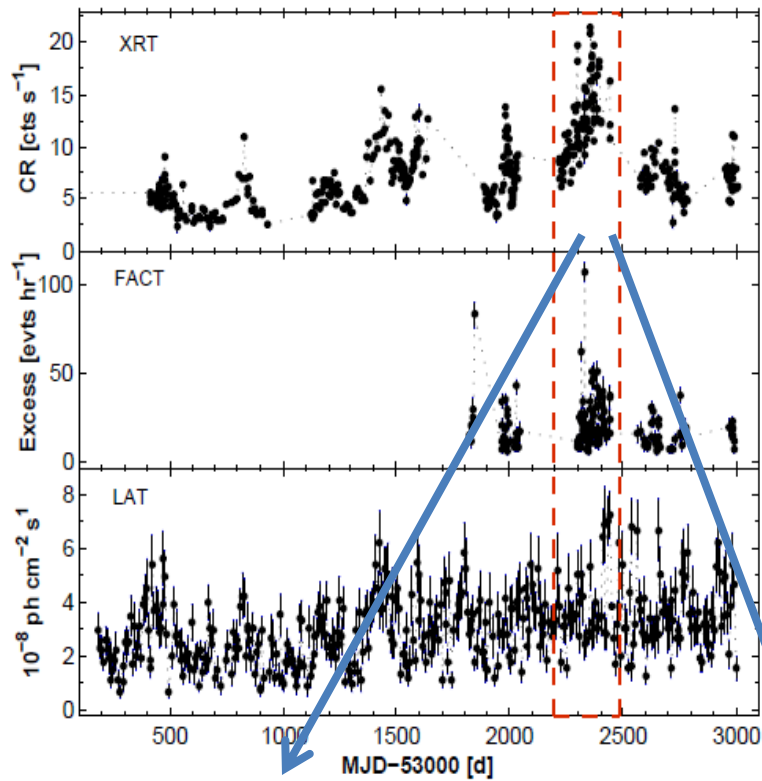 XRT
CR [cts s⁻¹]
20
15
10
5
0
FACT
Excess [evts hr⁻¹]
100
50
0
LAT
10⁻⁸ ph cm⁻² s¹
8
6
4
2
0
500 1000 1500 2000 2500 3000
MJD−53000 [d]